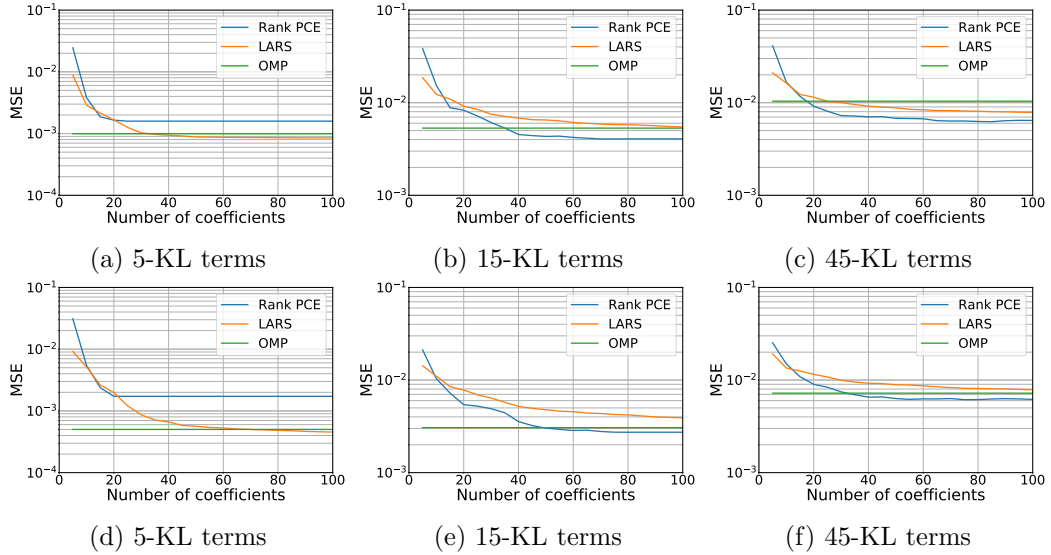 10⁻¹
10⁻²
10⁻³
10⁻⁴
MSE
Rank PCE
LARS
OMP
0 20 40 60 80 100
Number of coefficients
(a) 5-KL terms
10⁻¹
10⁻²
10⁻³
MSE
Rank PCE
LARS
OMP
0 20 40 60 80 100
Number of coefficients
(b) 15-KL terms
10⁻¹
10⁻²
10⁻³
MSE
Rank PCE
LARS
OMP
0 20 40 60 80 100
Number of coefficients
(c) 45-KL terms
10⁻¹
10⁻²
10⁻³
10⁻⁴
MSE
Rank PCE
LARS
OMP
0 20 40 60 80 100
Number of coefficients
(d) 5-KL terms
10⁻¹
10⁻²
10⁻³
MSE
Rank PCE
LARS
OMP
0 20 40 60 80 100
Number of coefficients
(e) 15-KL terms
10⁻¹
10⁻²
10⁻³
MSE
Rank PCE
LARS
OMP
0 20 40 60 80 100
Number of coefficients
(f) 45-KL terms